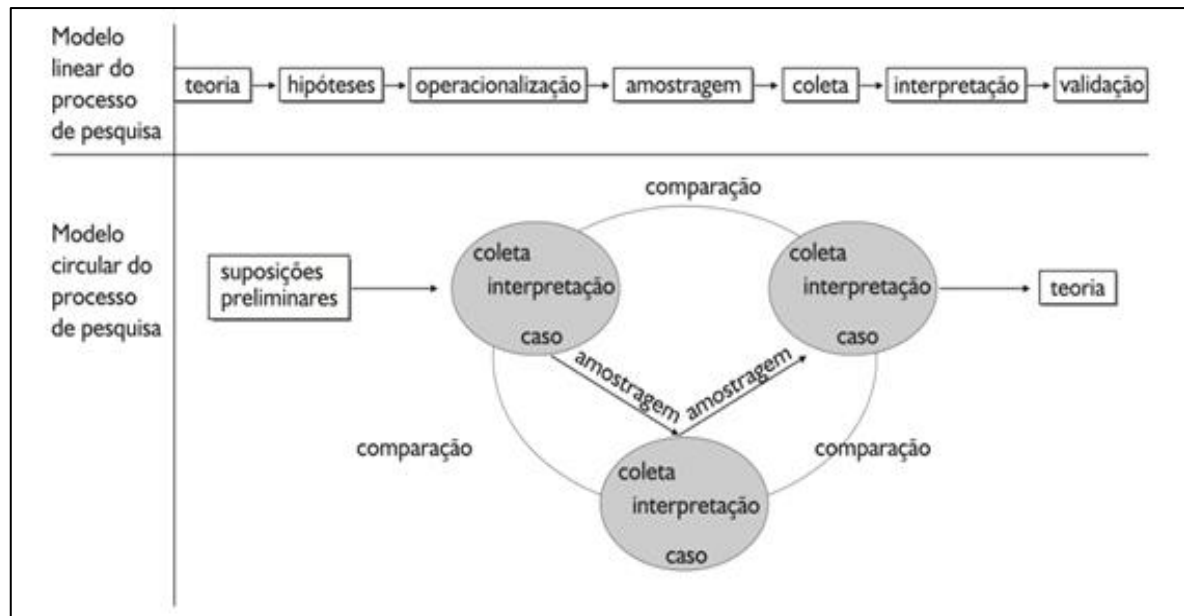 Modelo
linear do
processo
de pesquisa
teoria
hipóteses
operacionalização
amostragem
coleta
interpretação
validação
Modelo
circular do
processo
de pesquisa
suposições
preliminares
comparação
coleta
interpretação
caso
coleta
interpretação
caso
teoria
amostragem
amostragem
comparação
comparação
coleta
interpretação
caso